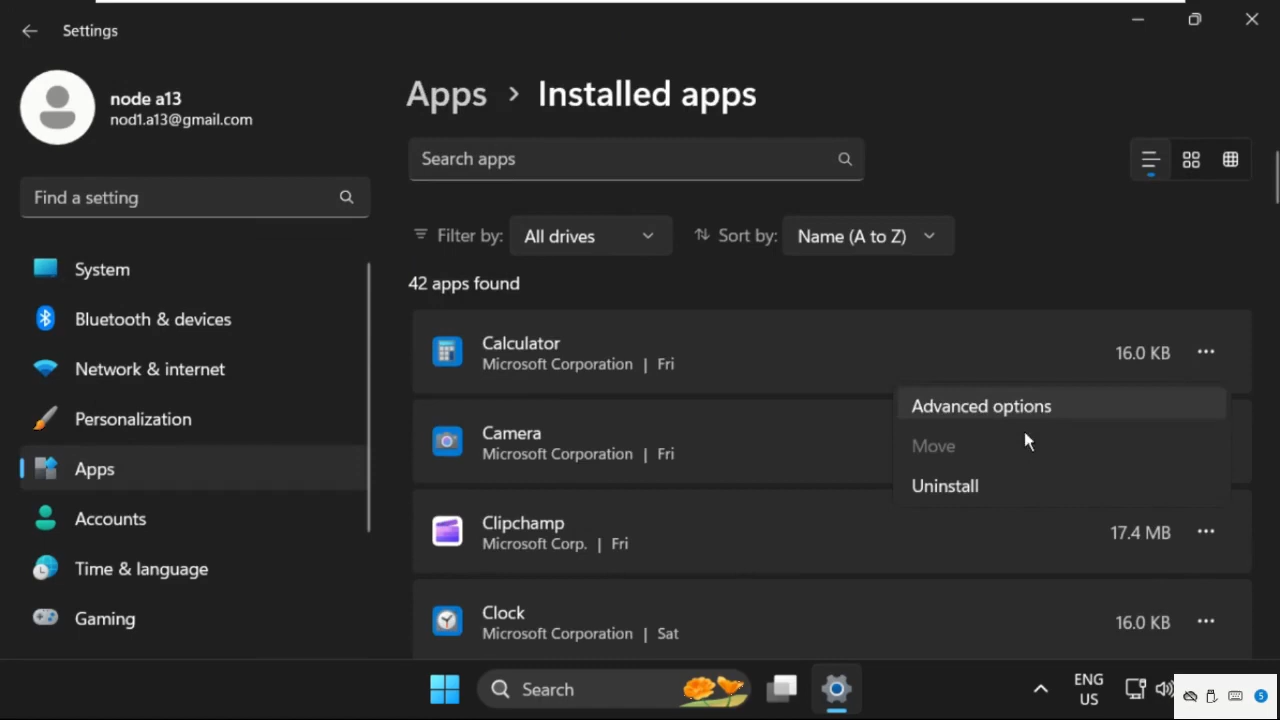 Settings
node a13
nod1.a13@gmail.com
Find a setting
System
Bluetooth & devices
Network & internet
Personalization
Apps
Accounts
Time & language
Gaming
Apps > Installed apps
Search apps
Filter by: All drives
Sort by: Name (A to Z)
42 apps found
Calculator
Microsoft Corporation | Fri
16.0 KB
Advanced options
Move
Uninstall
Camera
Microsoft Corporation | Fri
Clipchamp
Microsoft Corp. | Fri
17.4 MB
Clock
Microsoft Corporation | Sat
16.0 KB
Search
ENG
US
5